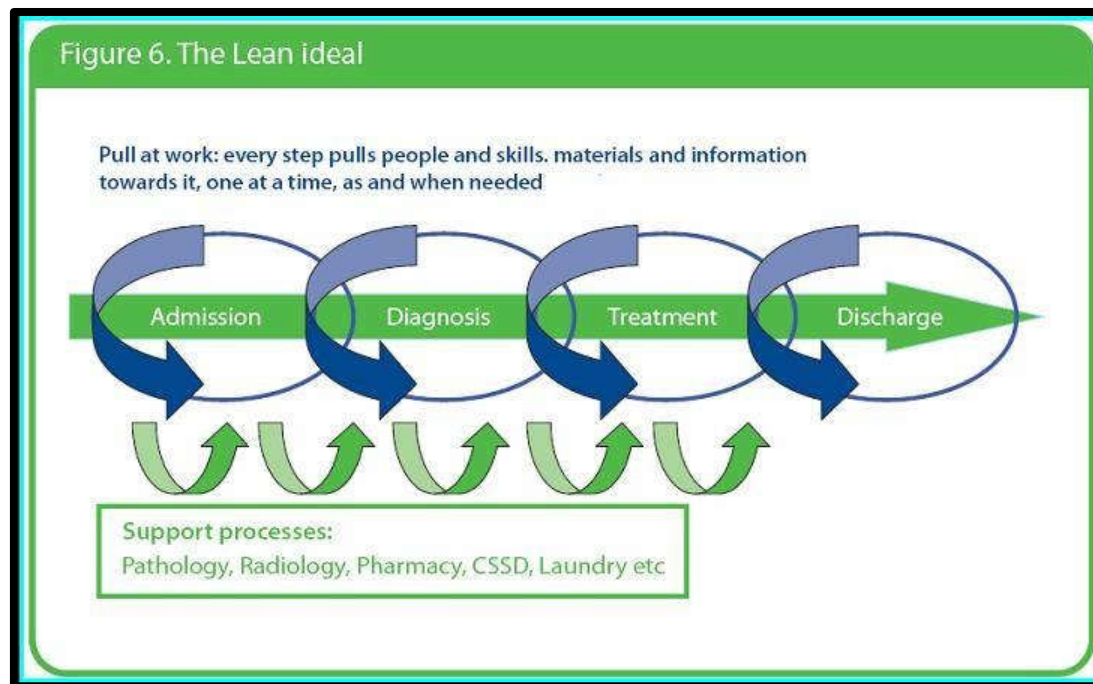 Figure 6. The Lean ideal
Pull at work: every step pulls people and skills. materials and information
towards it, one at a time, as and when needed
Admission Diagnosis Treatment Discharge
Support processes:
Pathology, Radiology, Pharmacy, CSSD, Laundry etc